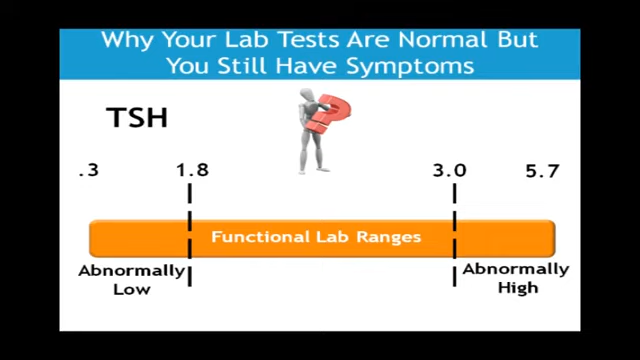 Why Your Lab Tests Are Normal But
You Still Have Symptoms
TSH
?
.3
1.8
3.0
5.7
Functional Lab Ranges
Abnormally
Low
Abnormally
High